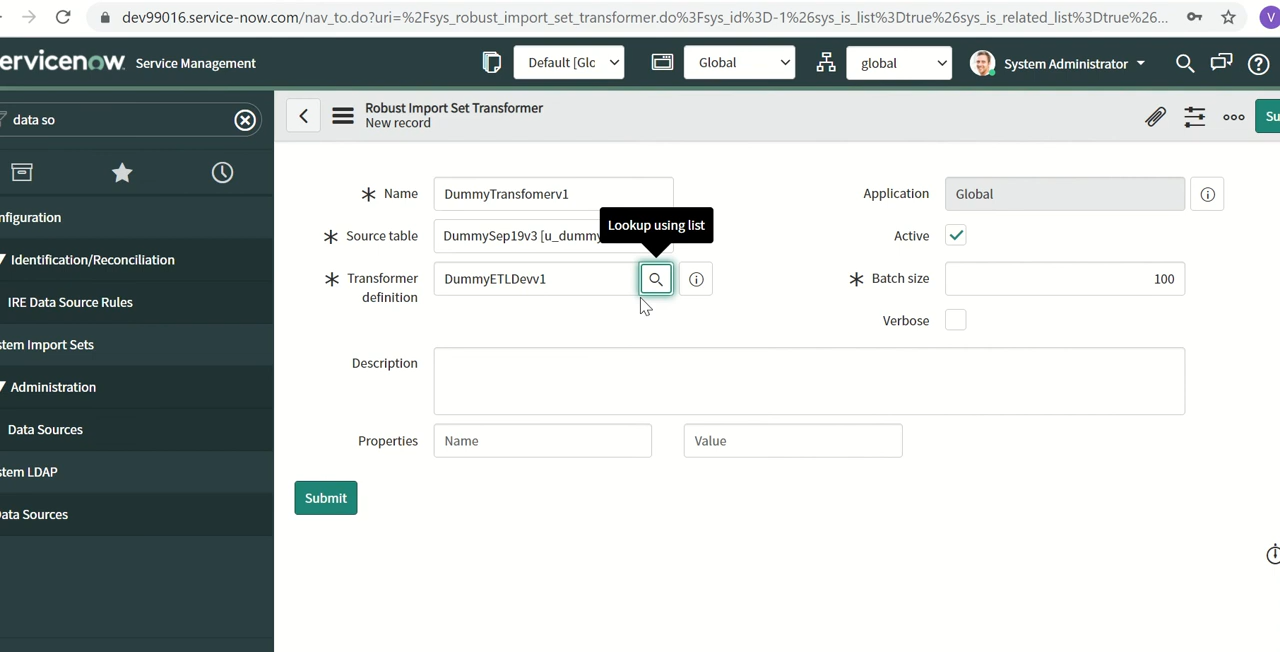 dev99016.service-now.com/nav_to.do?uri=%2Fsys_robust_import_set_transformer.do%3Fsys_id%3D-1%26sys_is_list%3Dtrue%26sys_is_related_list%3Dtrue%26...
V
ervicenow. Service Management
Default [Glc
Global
global
System Administrator
data so
Robust Import Set Transformer
New record
Su
Name
DummyTransfomerv1
Application
Global
nfiguration
Source table
DummySep19v3 [u_dummy
Lookup using list
Active
Identification/Reconciliation
Transformer definition
DummyETLDevv1
Batch size
100
IRE Data Source Rules
Verbose
tem Import Sets
Description
Administration
Data Sources
Properties
Name
Value
tem LDAP
Submit
ata Sources